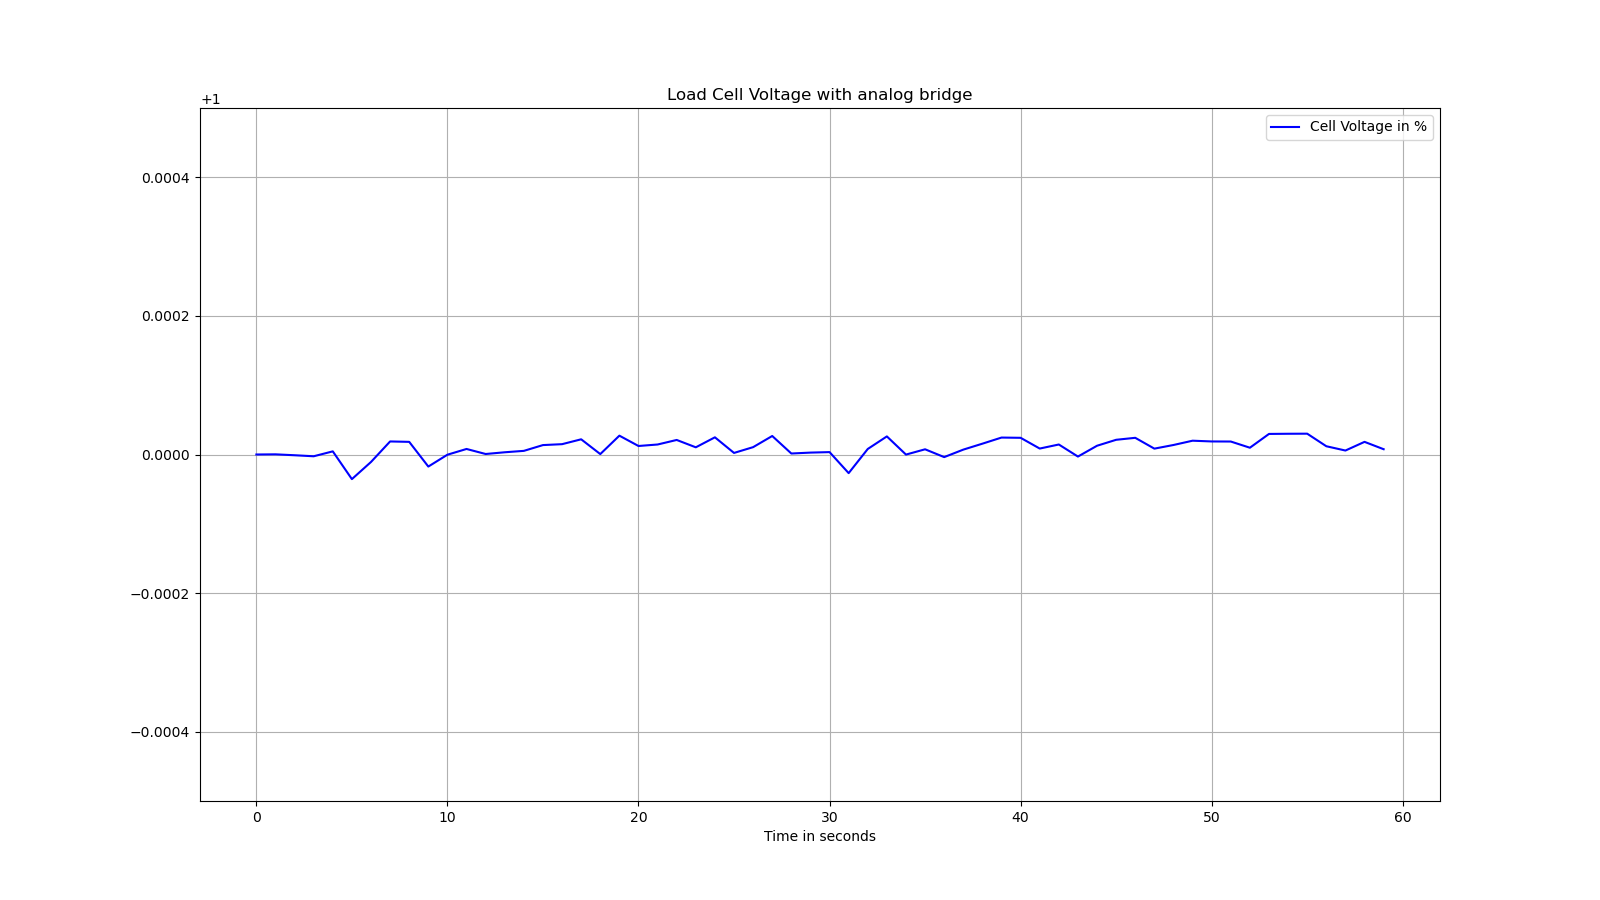 Load Cell Voltage with analog bridge
+1
Cell Voltage in %
0.0004
0.0002
0.0000
−0.0002
−0.0004
0 10 20 30 40 50 60
Time in seconds